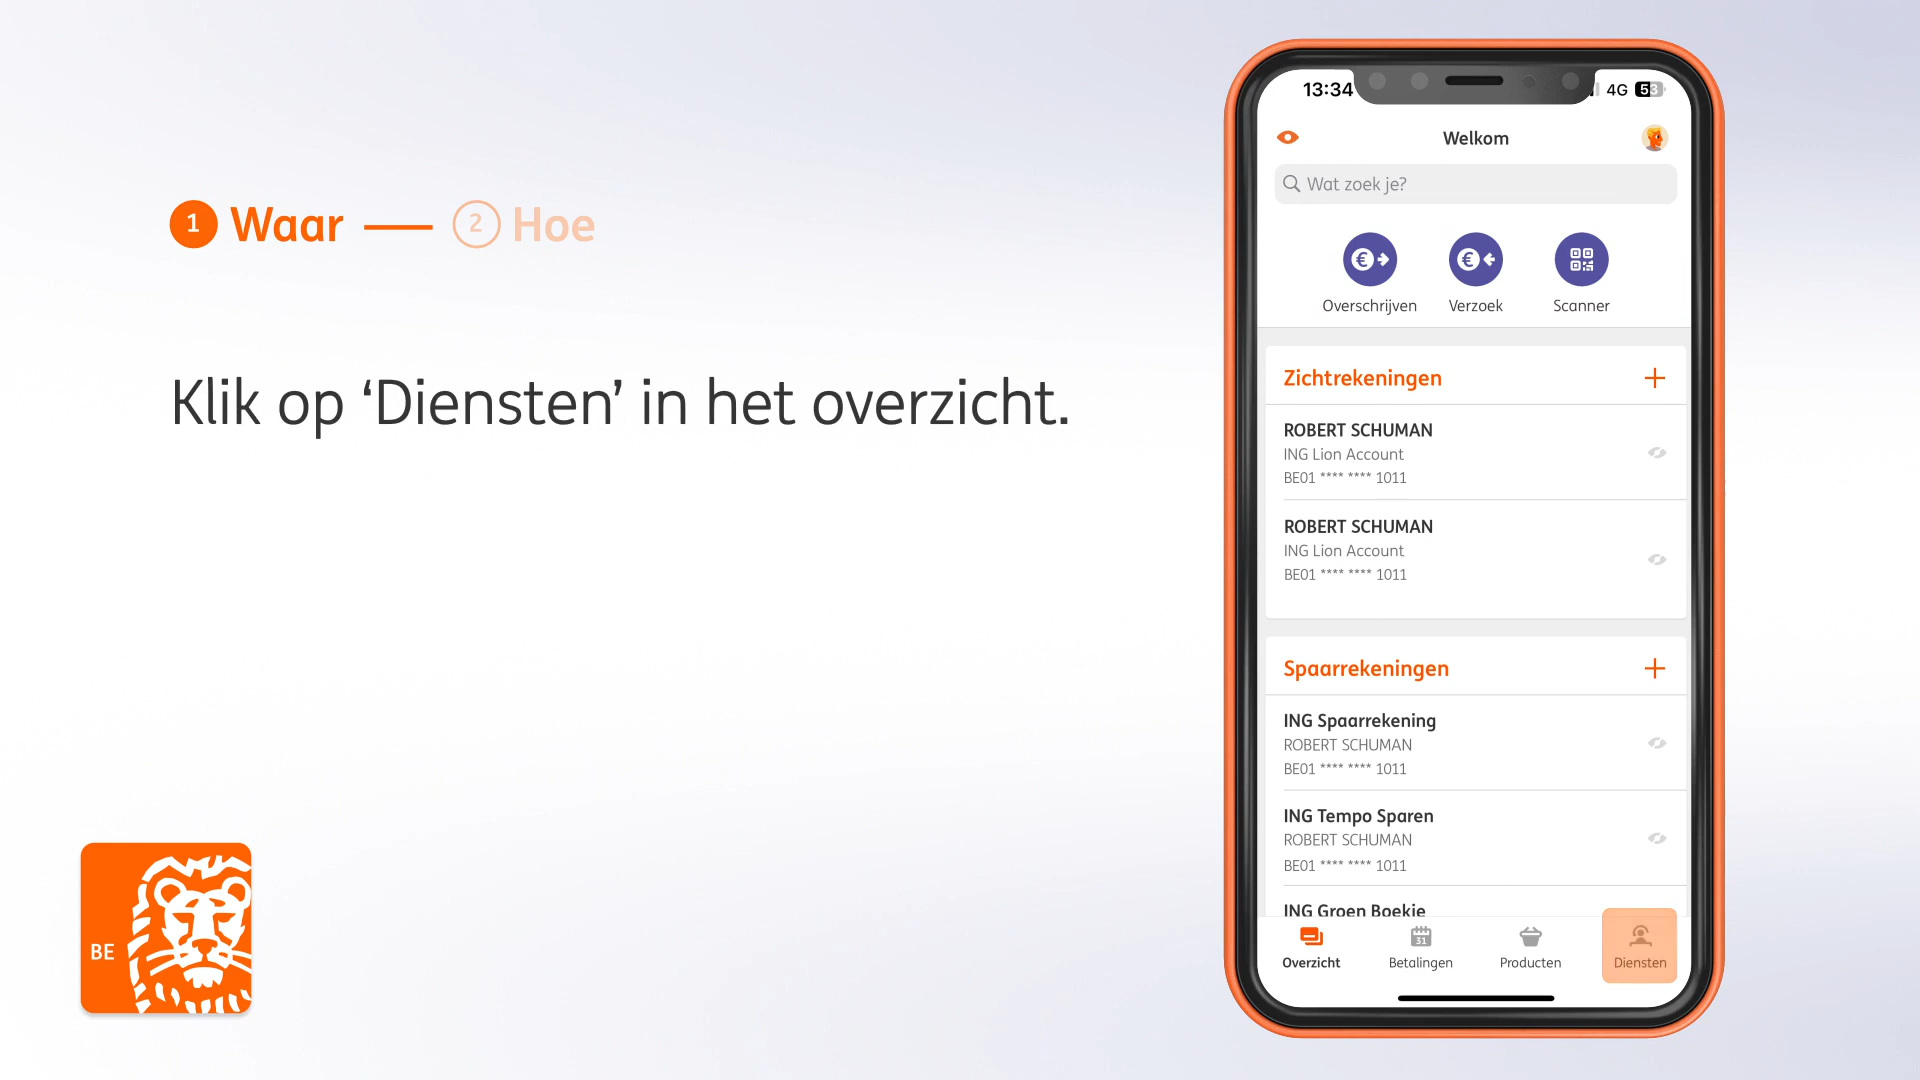 1 Waar
2 Hoe
Klik op ‘Diensten’ in het overzicht.
BE
13:34
4G 53
Welkom
Wat zoek je?
Overschrijven
Verzoek
Scanner
Zichtrekeningen
ROBERT SCHUMAN
ING Lion Account
BE01 **** **** 1011
ROBERT SCHUMAN
ING Lion Account
BE01 **** **** 1011
Spaarrekeningen
ING Spaarrekening
ROBERT SCHUMAN
BE01 **** **** 1011
ING Tempo Sparen
ROBERT SCHUMAN
BE01 **** **** 1011
ING Groen Boekje
31
Overzicht
Betalingen
Producten
Diensten